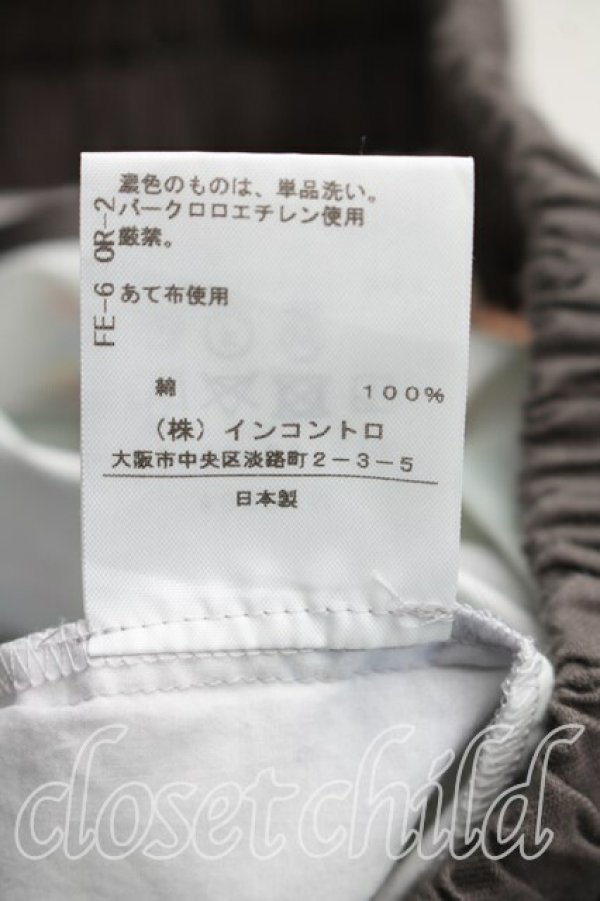 濃色のものは、単品洗い。
パークロロエチレン使用
厳禁。
あて布使用
FE-6 OR-2
綿 100%
（株）インコントロ
大阪市中央区淡路町2-3-5
日本製
closetchild